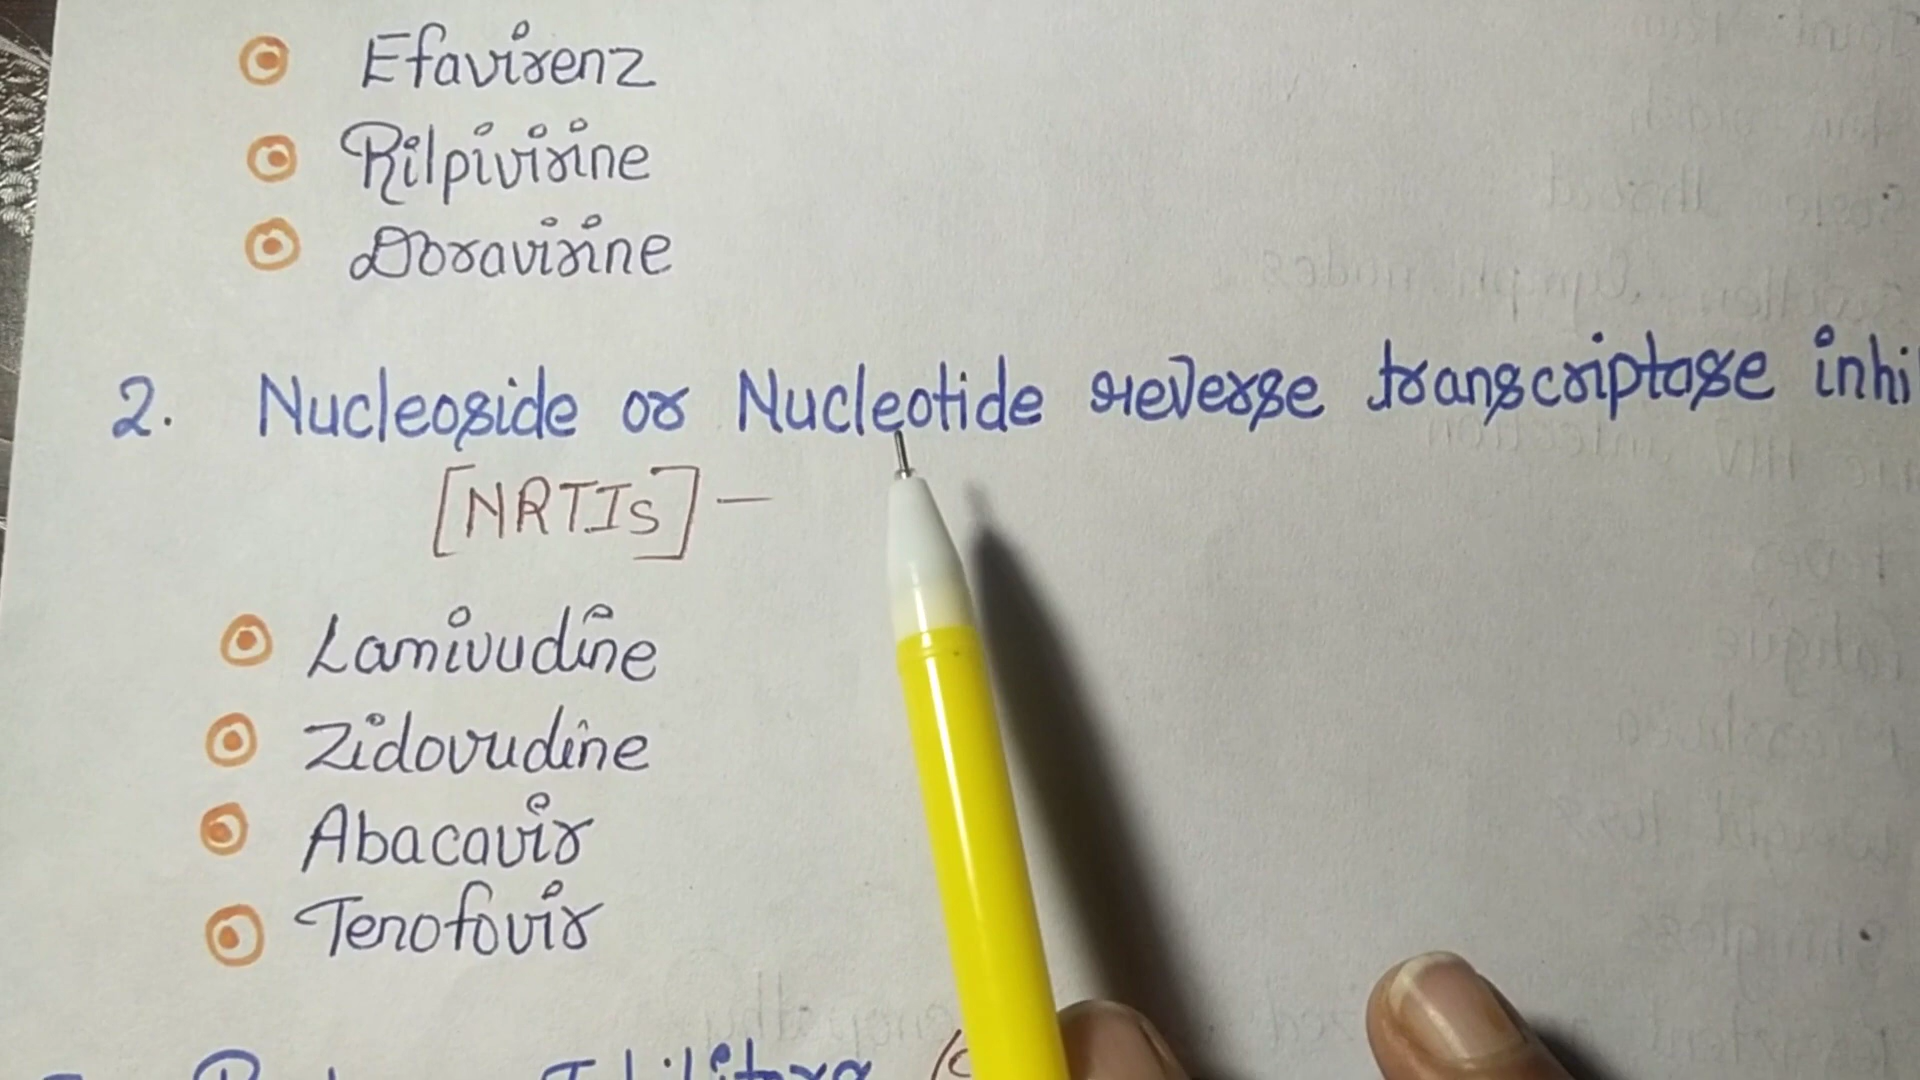 Efavirenz
Rilpivirine
Doravirine
2. Nucleoside or Nucleotide reverse transcriptase inhi
[NRTIs] —
Lamivudine
Zidovudine
Abacavir
Tenofovir